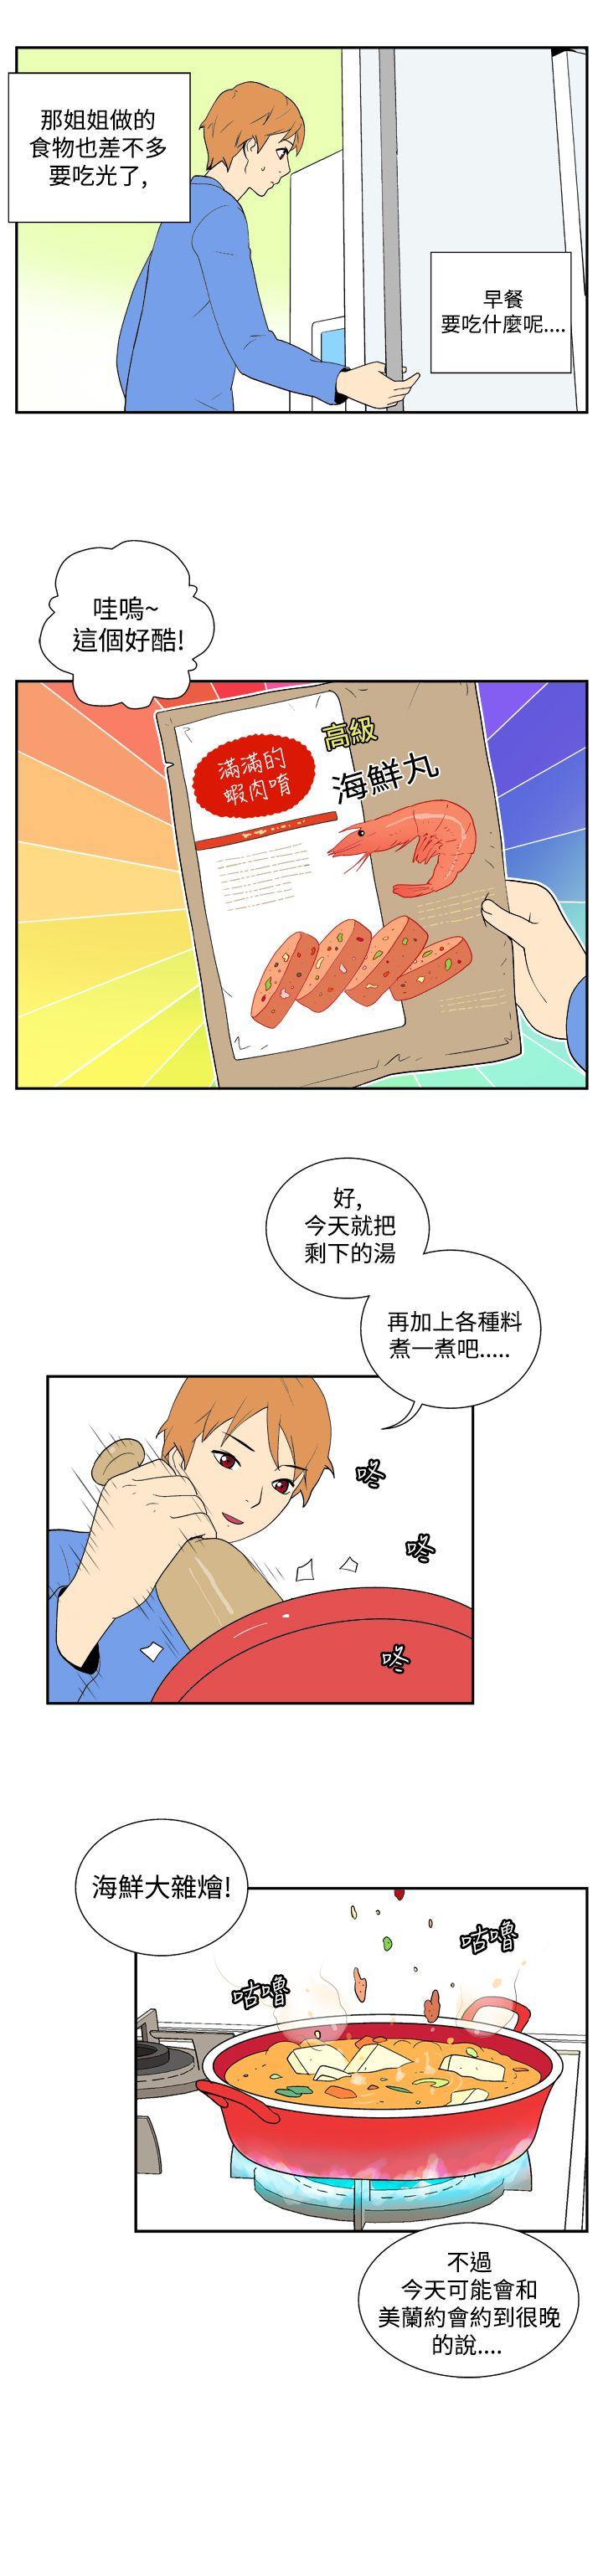 那姐姐做的
食物也差不多
要吃光了,
早餐
要吃什麼呢....
哇嗚~
這個好酷!
滿滿的
蝦肉唷
高級
海鮮丸
好,
今天就把
剩下的湯
再加上各種料
煮一煮吧.....
咚
咚
咚
海鮮大雜燴!
咕嚕
咕嚕
不過
今天可能會和
美蘭約會約到很晚
的說....